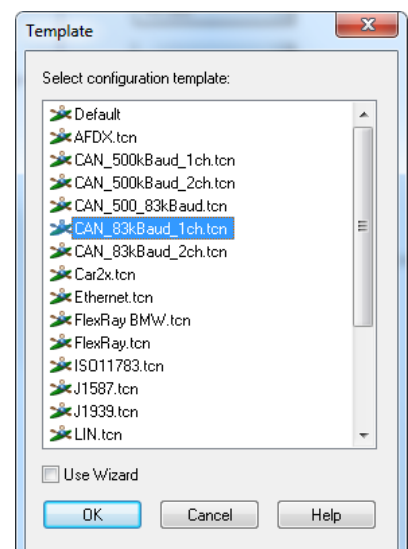 Template
Select configuration template:
Default
AFDX.tcn
CAN_500kBaud_1ch.tcn
CAN_500kBaud_2ch.tcn
CAN_500_83kBaud.tcn
CAN_83kBaud_1ch.tcn
CAN_83kBaud_2ch.tcn
Car2x.tcn
Ethernet.tcn
FlexRay BMW.tcn
FlexRay.tcn
ISO11783.tcn
J1587.tcn
J1939.tcn
LIN.tcn
Use Wizard
OK Cancel Help